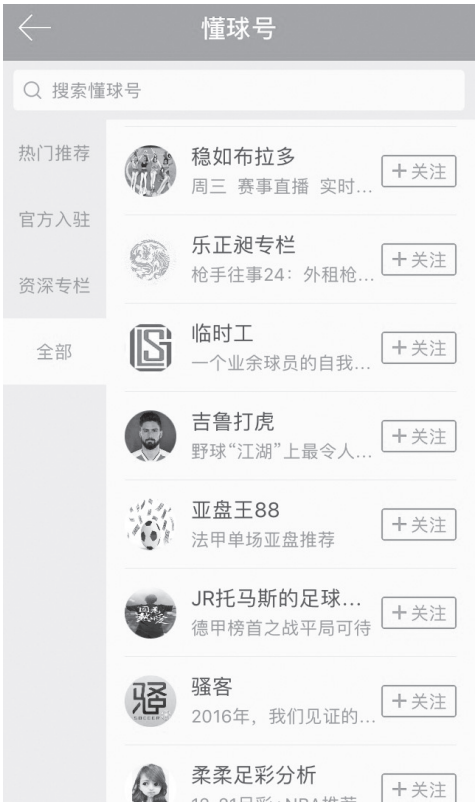 懂球号
搜索懂球号
热门推荐
官方入驻
资深专栏
全部
稳如布拉多
周三 赛事直播 实时...
+关注
乐正昶专栏
枪手往事24：外租枪...
+关注
临时工
一个业余球员的自我...
+关注
吉鲁打虎
野球“江湖”上最令人...
+关注
亚盘王88
法甲单场亚盘推荐
+关注
JR托马斯的足球...
德甲榜首之战平局可待
+关注
骚客
2016年，我们见证的...
+关注
柔柔足彩分析
+关注